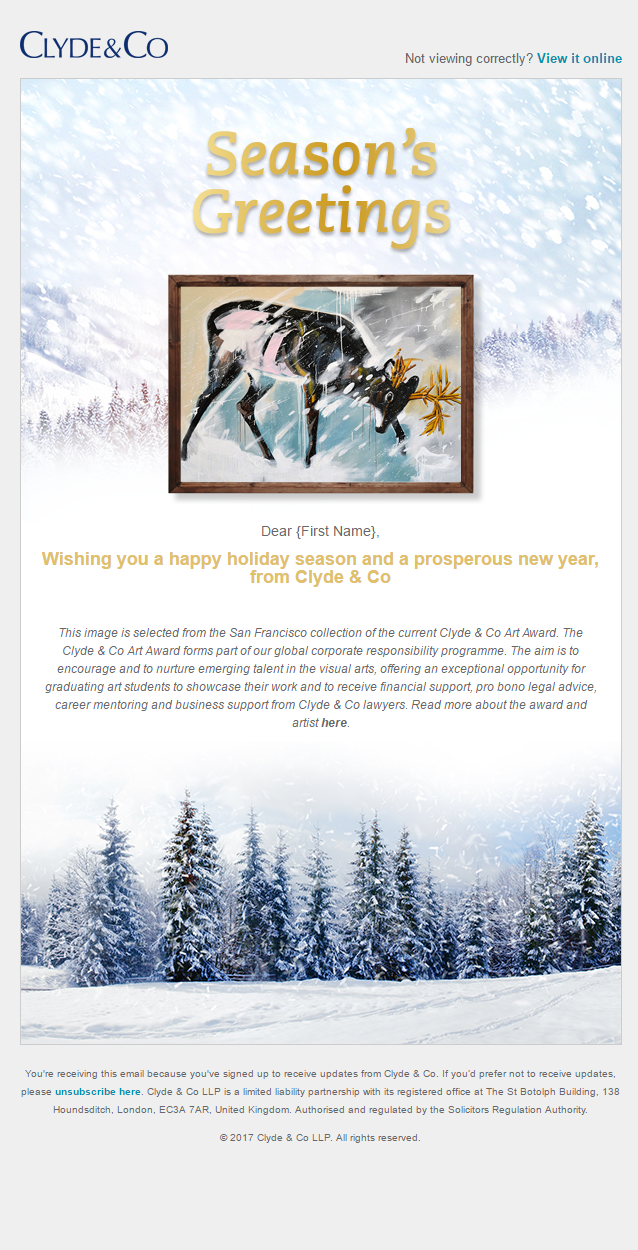 CLYDE&CO
Not viewing correctly? View it online
Season's
Greetings
Dear {First Name},
Wishing you a happy holiday season and a prosperous new year,
from Clyde & Co
This image is selected from the San Francisco collection of the current Clyde & Co Art Award. The
Clyde & Co Art Award forms part of our global corporate responsibility programme. The aim is to
encourage and to nurture emerging talent in the visual arts, offering an exceptional opportunity for
graduating art students to showcase their work and to receive financial support, pro bono legal advice,
career mentoring and business support from Clyde & Co lawyers. Read more about the award and
artist here.
You're receiving this email because you've signed up to receive updates from Clyde & Co. If you'd prefer not to receive updates,
please unsubscribe here. Clyde & Co LLP is a limited liability partnership with its registered office at The St Botolph Building, 138
Houndsditch, London, EC3A 7AR, United Kingdom. Authorised and regulated by the Solicitors Regulation Authority.
© 2017 Clyde & Co LLP. All rights reserved.